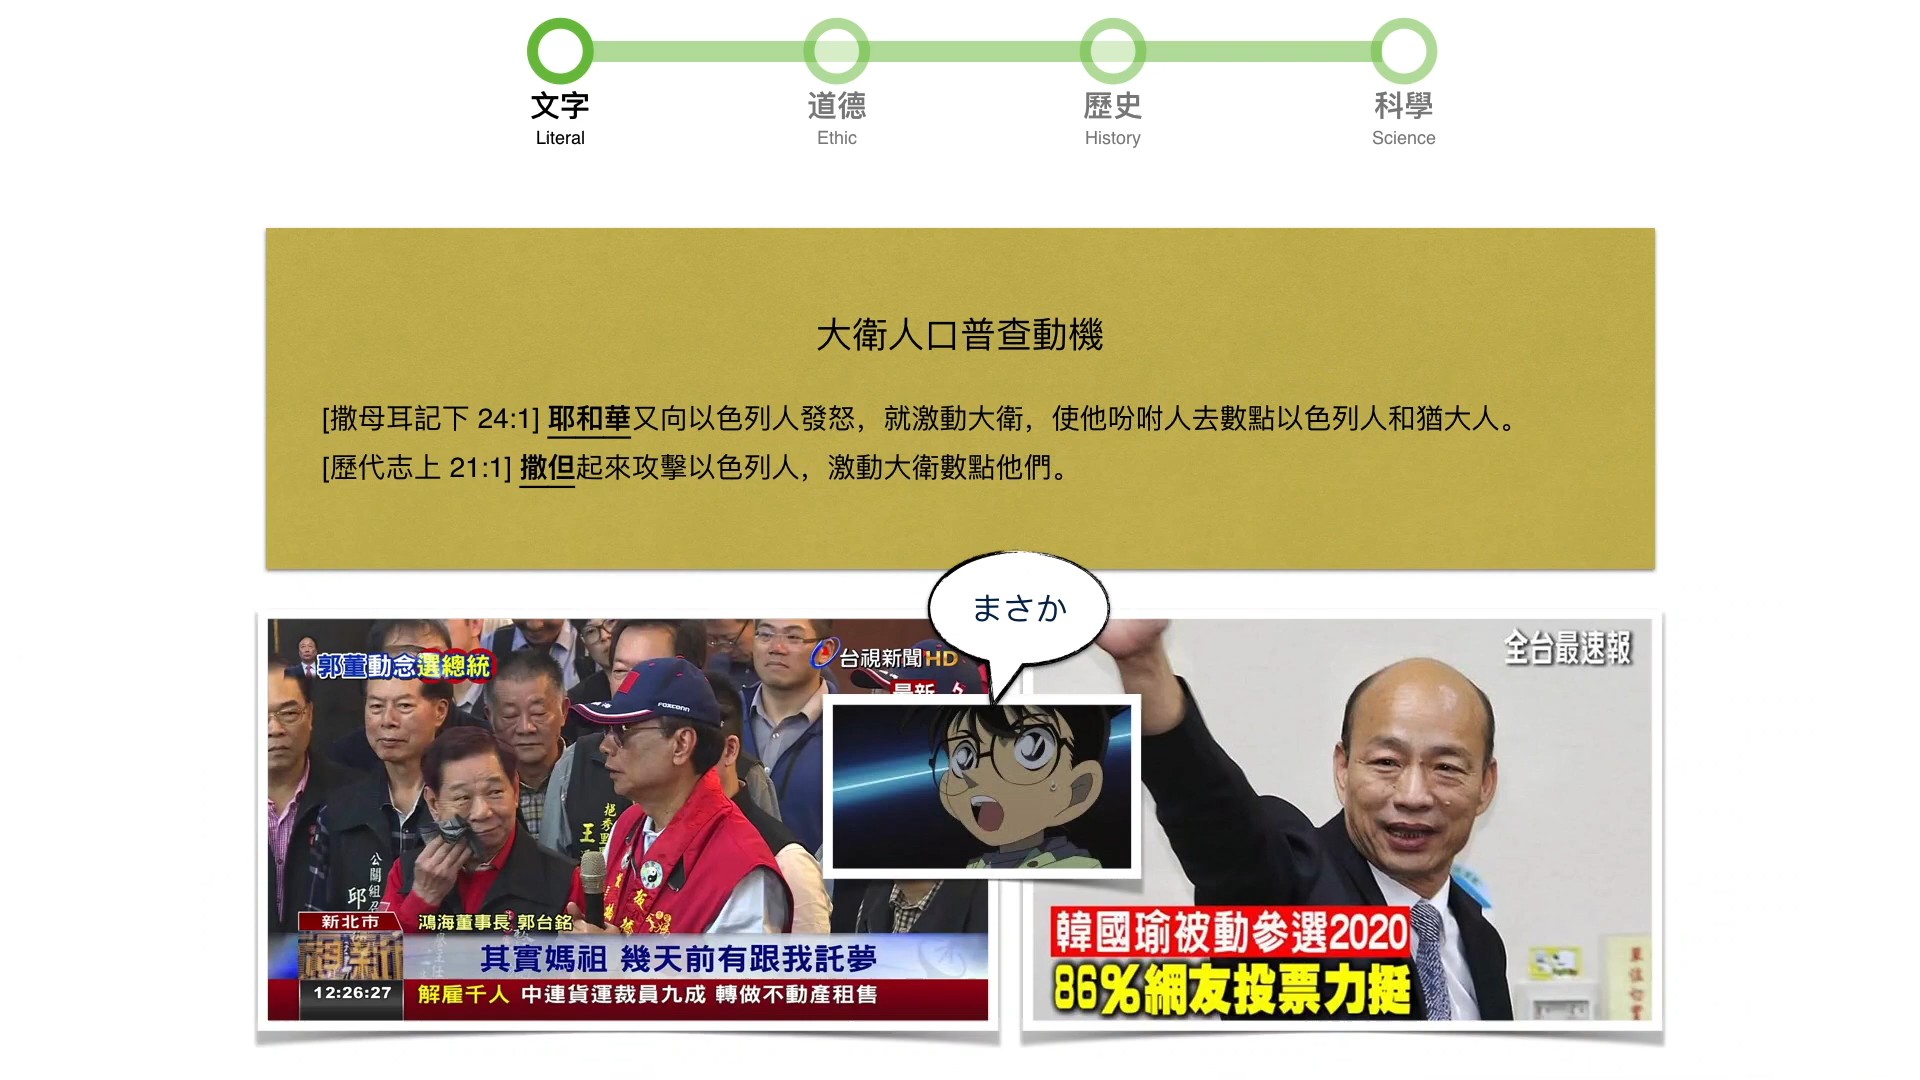 文字
Literal
道德
Ethic
歷史
History
科學
Science
大衛人口普查動機
[撒母耳記下 24:1] 耶和華又向以色列人發怒，就激動大衛，使他吩咐人去數點以色列人和猶大人。
[歷代志上 21:1] 撒但起來攻擊以色列人，激動大衛數點他們。
まさか
郭董動念選總統
台視新聞HD
最新
FOXCONN
王
公關組
邱
新北市
鴻海董事長 郭台銘
其實媽祖 幾天前有跟我託夢
12:26:27
解雇千人 中連貨運裁員九成 轉做不動產租售
全台最速報
韓國瑜被動參選2020
86%網友投票力挺